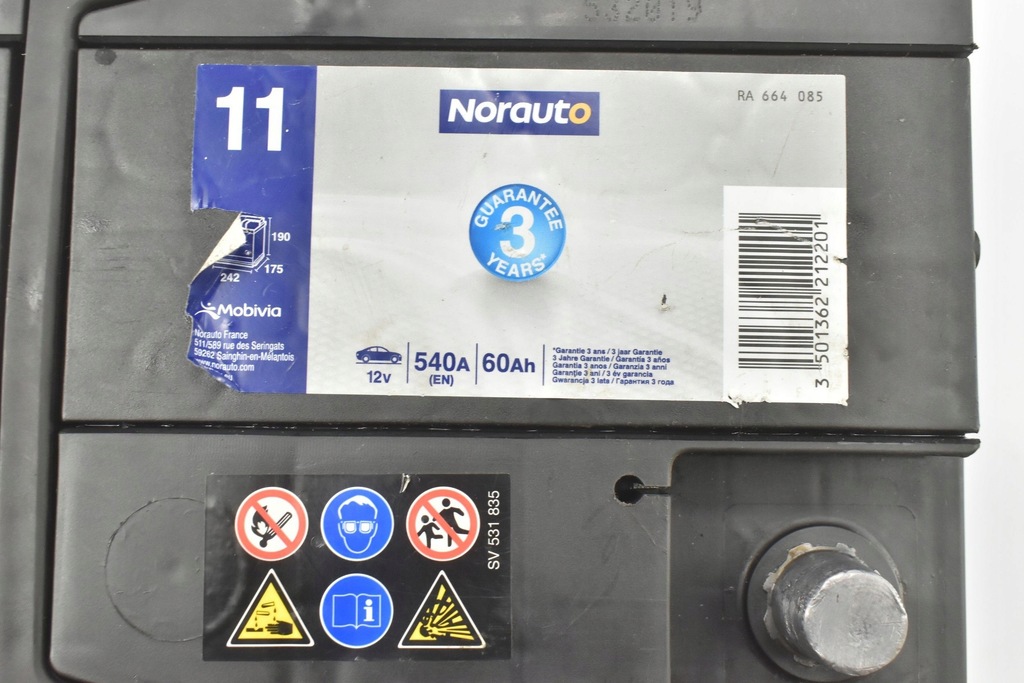 11
Norauto
RA 664 085
GUARANTEE
3
YEARS*
190
175
242
Mobivia
Norauto France
511/589 rue des Seringats
59262 Sainghin-en-Mélantois
www.norauto.com
12v
540A
(EN)
60Ah
*Garantie 3 ans / 3 jaar Garantie
3 Jahre Garantie / Garantía 3 años
Garantia 3 anos / Garanzia 3 anni
Garanţie 3 ani / 3 év garancia
Gwarancja 3 lata / Гарантия 3 года
3 501362 212201
SV 531 835
i